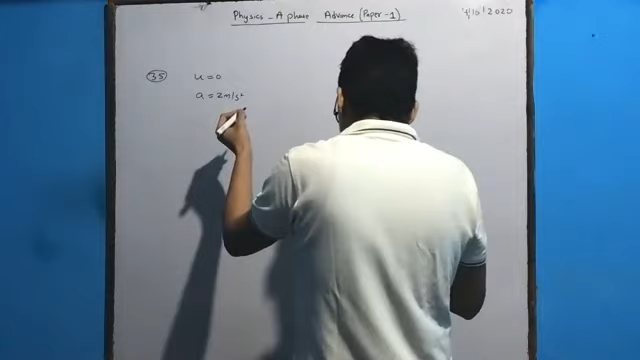 Physics - A phase Advance (Paper-1)
4/10/2020
35 u = 0
a = 2m/s²